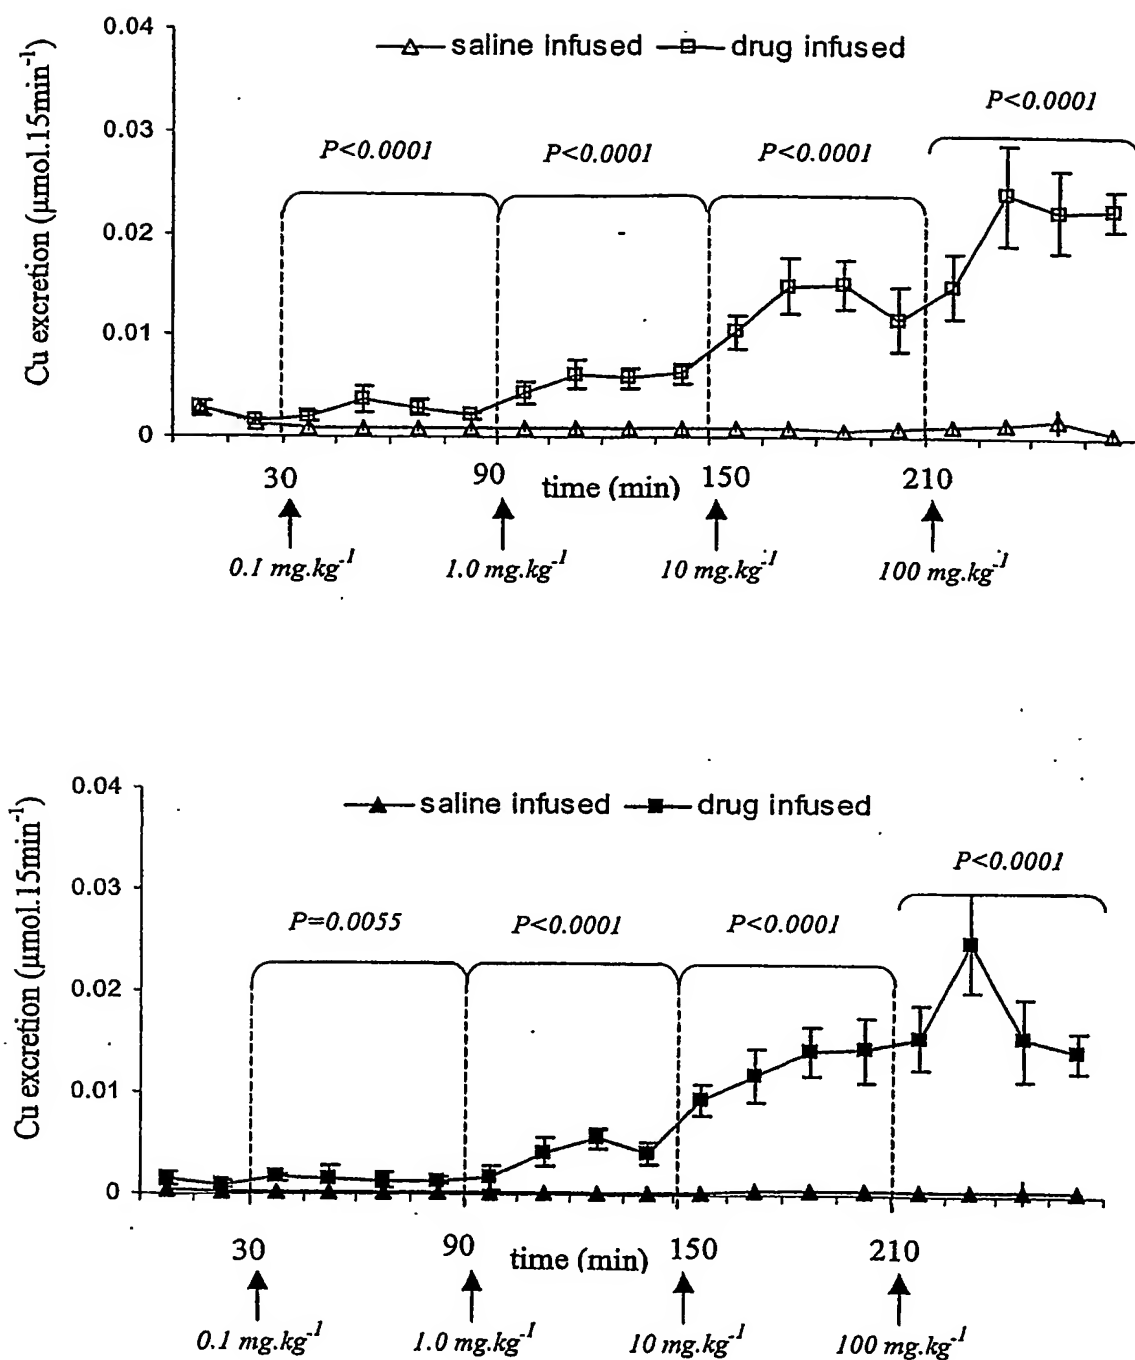 0.04
saline infused drug infused
P<0.0001
0.03
P<0.0001 P<0.0001 P<0.0001
Cu excretion (µmol.15min⁻¹)
0.02
0.01
0
30 90 time (min) 150 210
0.1 mg.kg⁻¹ 1.0 mg.kg⁻¹ 10 mg.kg⁻¹ 100 mg.kg⁻¹
0.04
saline infused drug infused
P<0.0001
0.03
P=0.0055 P<0.0001 P<0.0001
Cu excretion (µmol.15min⁻¹)
0.02
0.01
0
30 90 time (min) 150 210
0.1 mg.kg⁻¹ 1.0 mg.kg⁻¹ 10 mg.kg⁻¹ 100 mg.kg⁻¹